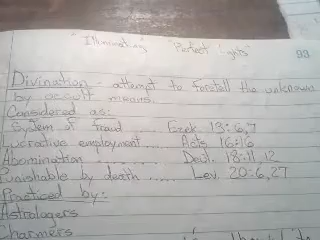 "Illuminating" "Perfect Lights" 93
Divination - attempt to forstall the unknown
by occult means.
Considered as:
System of fraud ..... Ezek. 13:6,7
Lucrative employment .... Acts 16:16
Abomination ........... Deut. 18:11,12
Punishable by death .... Lev. 20:6,27
Practiced by:
Astrologers
Charmers